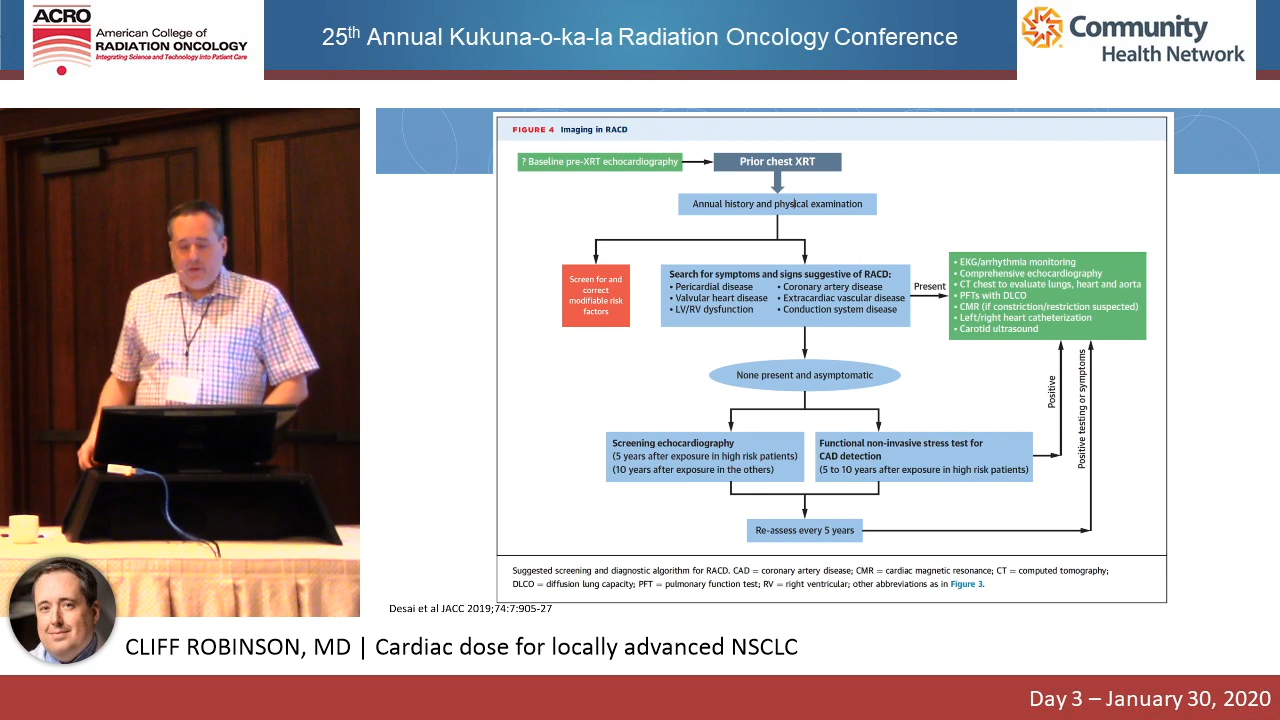 ACRO
American College of
RADIATION ONCOLOGY
Integrating Science and Technology Into Patient Care
25th Annual Kukuna-o-ka-la Radiation Oncology Conference
Community
Health Network
FIGURE 4 Imaging in RACD
? Baseline pre-XRT echocardiography
Prior chest XRT
Annual history and physical examination
Screen for and
correct
modifiable risk
factors
Search for symptoms and signs suggestive of RACD:
• Pericardial disease
• Valvular heart disease
• LV/RV dysfunction
• Coronary artery disease
• Extracardiac vascular disease
• Conduction system disease
Present
• EKG/arrhythmia monitoring
• Comprehensive echocardiography
• CT chest to evaluate lungs, heart and aorta
• PFTs with DLCO
• CMR (if constriction/restriction suspected)
• Left/right heart catheterization
• Carotid ultrasound
None present and asymptomatic
Positive
Positive testing or symptoms
Screening echocardiography
(5 years after exposure in high risk patients)
(10 years after exposure in the others)
Functional non-invasive stress test for
CAD detection
(5 to 10 years after exposure in high risk patients)
Re-assess every 5 years
Suggested screening and diagnostic algorithm for RACD. CAD = coronary artery disease; CMR = cardiac magnetic resonance; CT = computed tomography;
DLCO = diffusion lung capacity; PFT = pulmonary function test; RV = right ventricular; other abbreviations as in Figure 3.
Desai et al JACC 2019;74:7:905-27
CLIFF ROBINSON, MD | Cardiac dose for locally advanced NSCLC
Day 3 – January 30, 2020